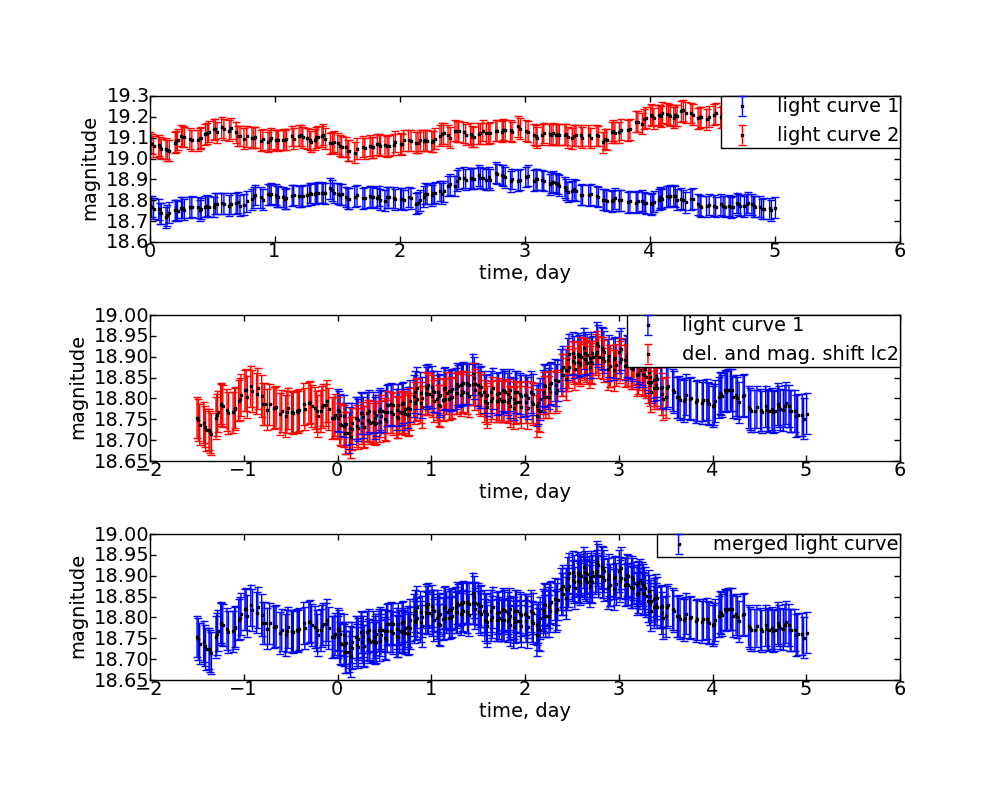 19.3
19.2
19.1
19.0
18.9
18.8
18.7
18.6
magnitude
light curve 1
light curve 2
0 1 2 3 4 5 6
time, day
19.00
18.95
18.90
18.85
18.80
18.75
18.70
18.65
magnitude
light curve 1
del. and mag. shift lc2
−2 −1 0 1 2 3 4 5 6
time, day
19.00
18.95
18.90
18.85
18.80
18.75
18.70
18.65
magnitude
merged light curve
−2 −1 0 1 2 3 4 5 6
time, day